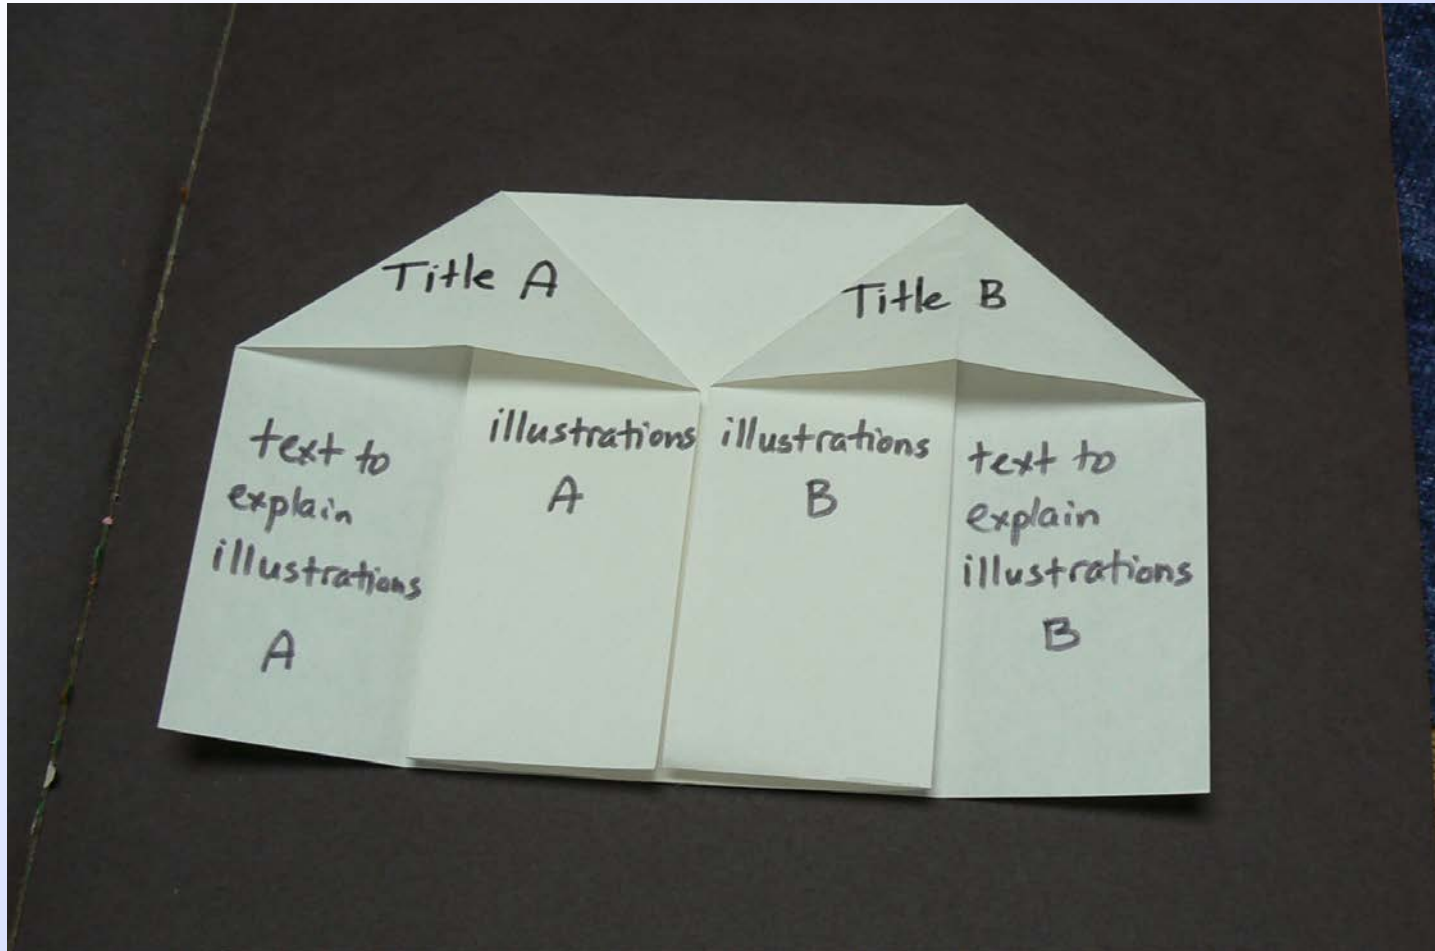 Title A
Title B
text to
explain
illustrations
A
illustrations
A
illustrations
B
text to
explain
illustrations
B